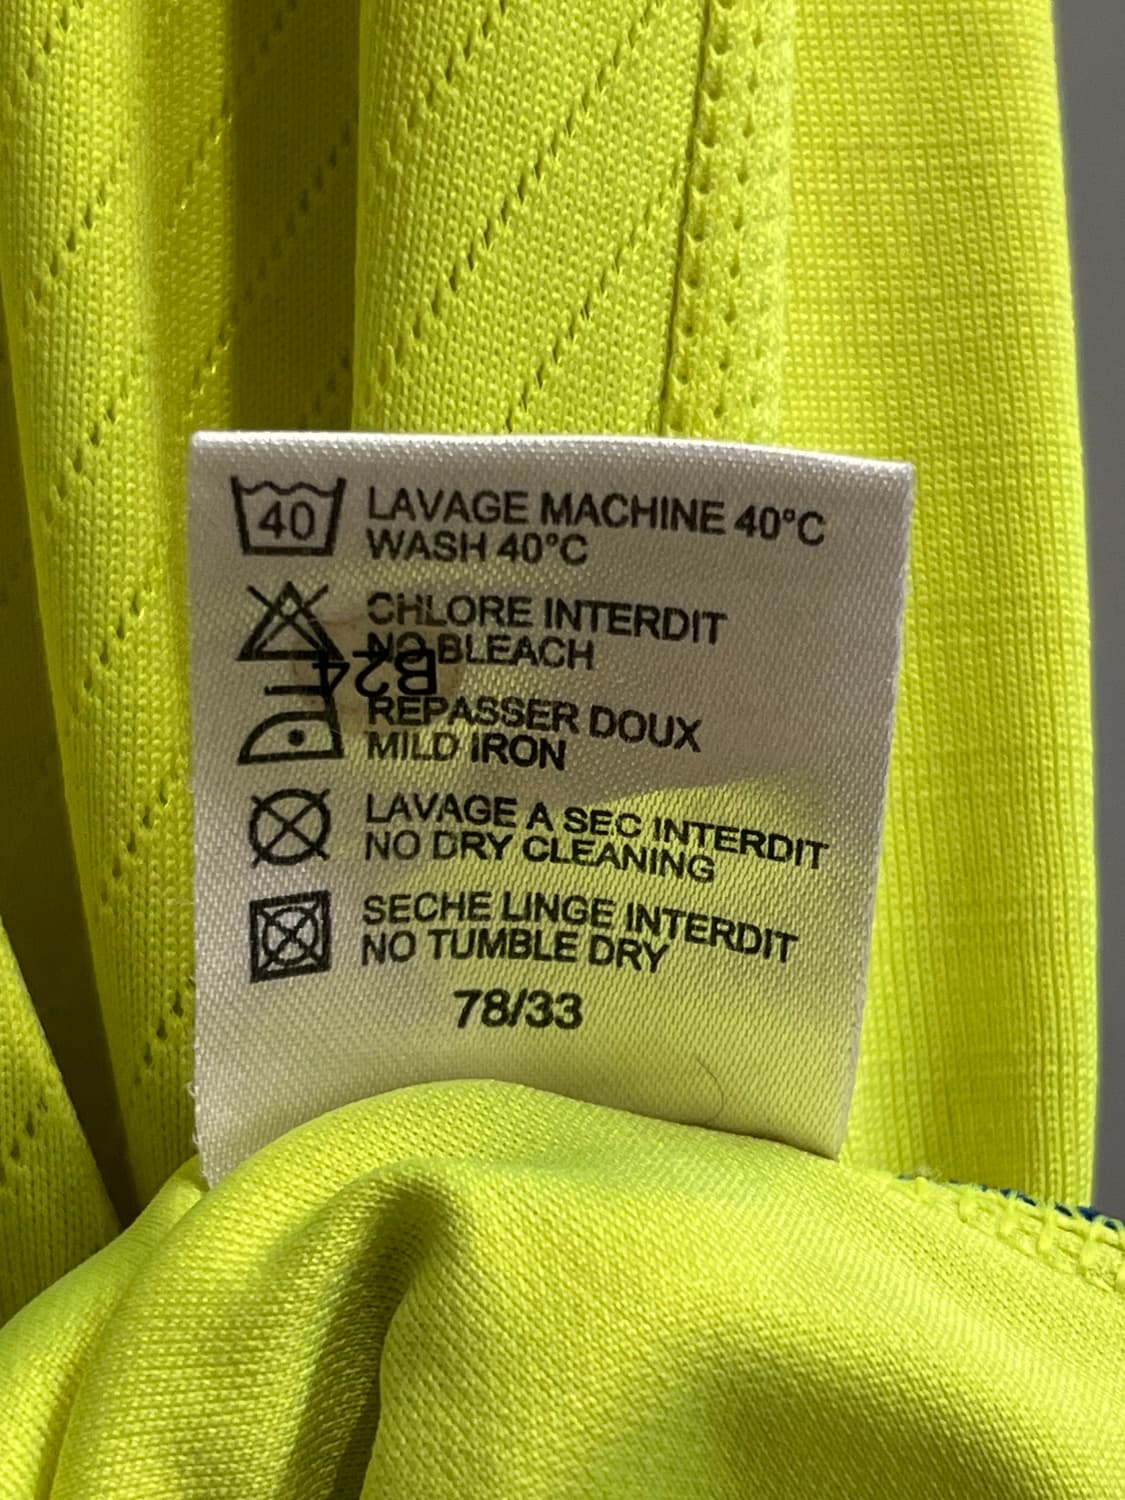 40 LAVAGE MACHINE 40°C
WASH 40°C
CHLORE INTERDIT
NO BLEACH
B24
REPASSER DOUX
MILD IRON
LAVAGE A SEC INTERDIT
NO DRY CLEANING
SECHE LINGE INTERDIT
NO TUMBLE DRY
78/33